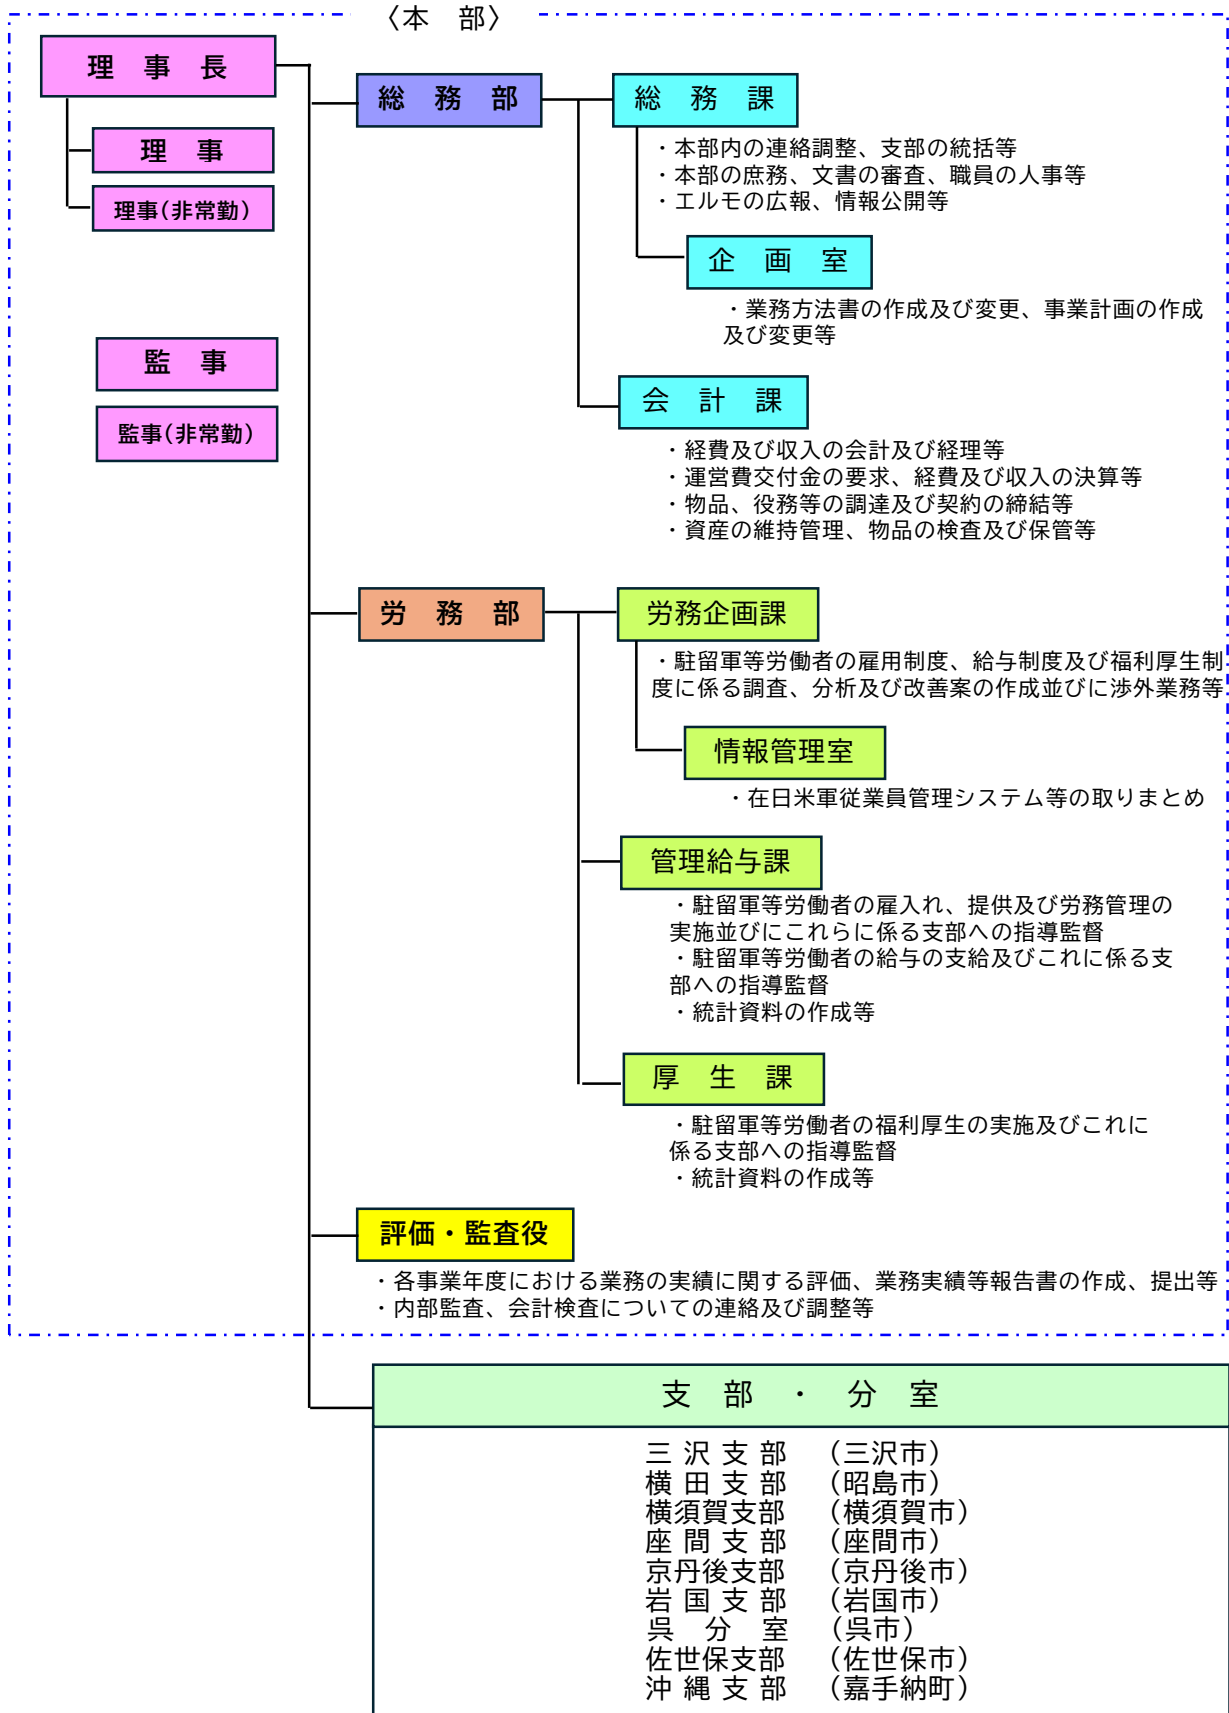 〈本　部〉
理　事　長
理　事
理事(非常勤)
監　事
監事(非常勤)
総　務　部
総　務　課
・本部内の連絡調整、支部の統括等
・本部の庶務、文書の審査、職員の人事等
・エルモの広報、情報公開等
企　画　室
・業務方法書の作成及び変更、事業計画の作成
及び変更等
会　計　課
・経費及び収入の会計及び経理等
・運営費交付金の要求、経費及び収入の決算等
・物品、役務等の調達及び契約の締結等
・資産の維持管理、物品の検査及び保管等
労　務　部
労務企画課
・駐留軍等労働者の雇用制度、給与制度及び福利厚生制
度に係る調査、分析及び改善案の作成並びに渉外業務等
情報管理室
・在日米軍従業員管理システム等の取りまとめ
管理給与課
・駐留軍等労働者の雇入れ、提供及び労務管理の
実施並びにこれらに係る支部への指導監督
・駐留軍等労働者の給与の支給及びこれに係る支
部への指導監督
・統計資料の作成等
厚　生　課
・駐留軍等労働者の福利厚生の実施及びこれに
係る支部への指導監督
・統計資料の作成等
評価・監査役
・各事業年度における業務の実績に関する評価、業務実績等報告書の作成、提出等
・内部監査、会計検査についての連絡及び調整等
支　部　・　分　室
三 沢 支 部　（三沢市）
横 田 支 部　（昭島市）
横須賀支部　（横須賀市）
座 間 支 部　（座間市）
京丹後支部　（京丹後市）
岩 国 支 部　（岩国市）
呉　分　室　（呉市）
佐世保支部　（佐世保市）
沖 縄 支 部　（嘉手納町）